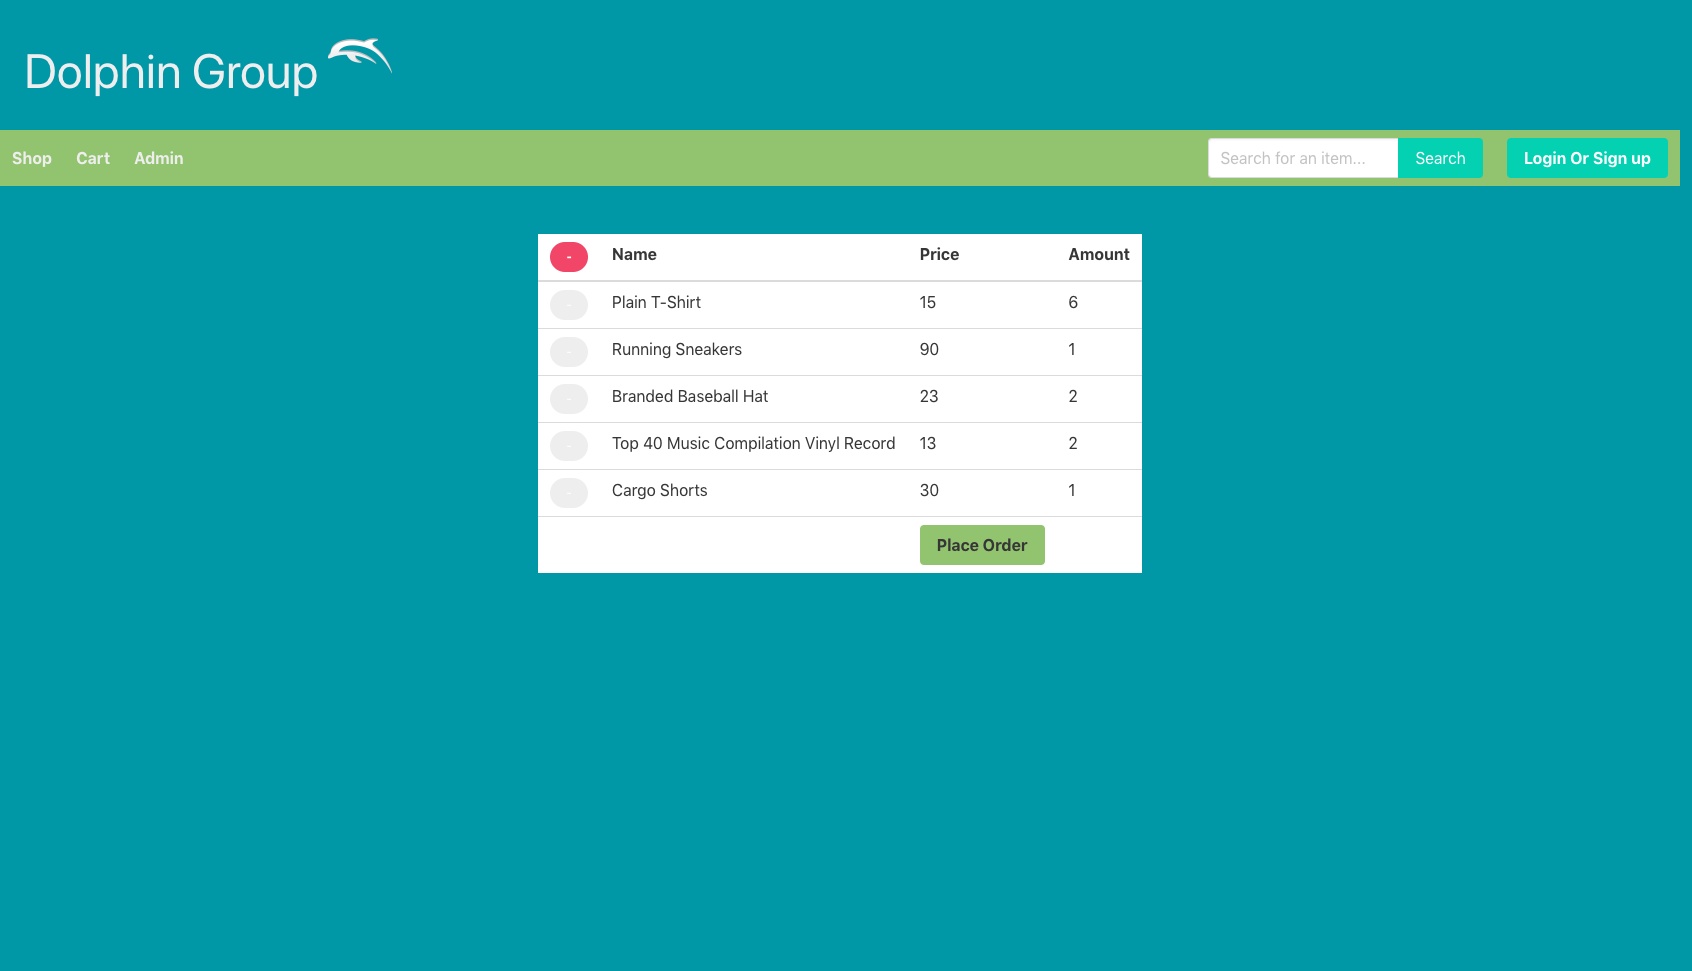 Dolphin Group
Shop Cart Admin Search for an item... Search Login Or Sign up
- Name Price Amount
- Plain T-Shirt 15 6
- Running Sneakers 90 1
- Branded Baseball Hat 23 2
- Top 40 Music Compilation Vinyl Record 13 2
- Cargo Shorts 30 1
Place Order